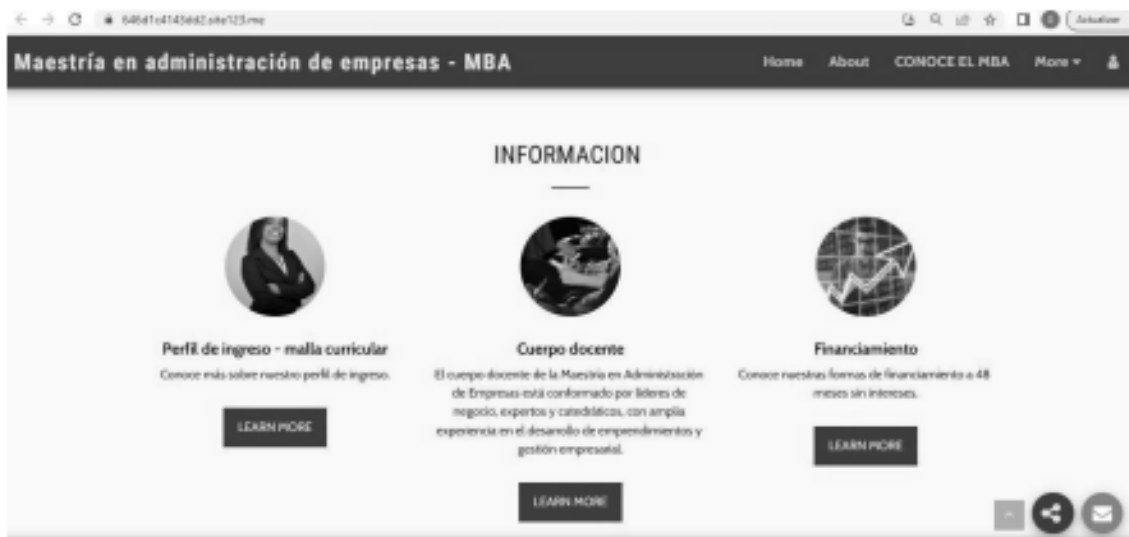 646d1c4145dd2.site123.me
Actualizar
Maestría en administración de empresas - MBA
Home About CONOCE EL MBA More
INFORMACION
Perfil de ingreso - malla curricular
Conoce más sobre nuestro perfil de ingreso.
LEARN MORE
Cuerpo docente
El cuerpo docente de la Maestría en Administración
de Empresas está conformado por líderes de
negocio, expertos y catedráticos, con amplia
experiencia en el desarrollo de emprendimientos y
gestión empresarial.
LEARN MORE
Financiamiento
Conoce nuestras formas de financiamiento a 48
meses sin intereses.
LEARN MORE